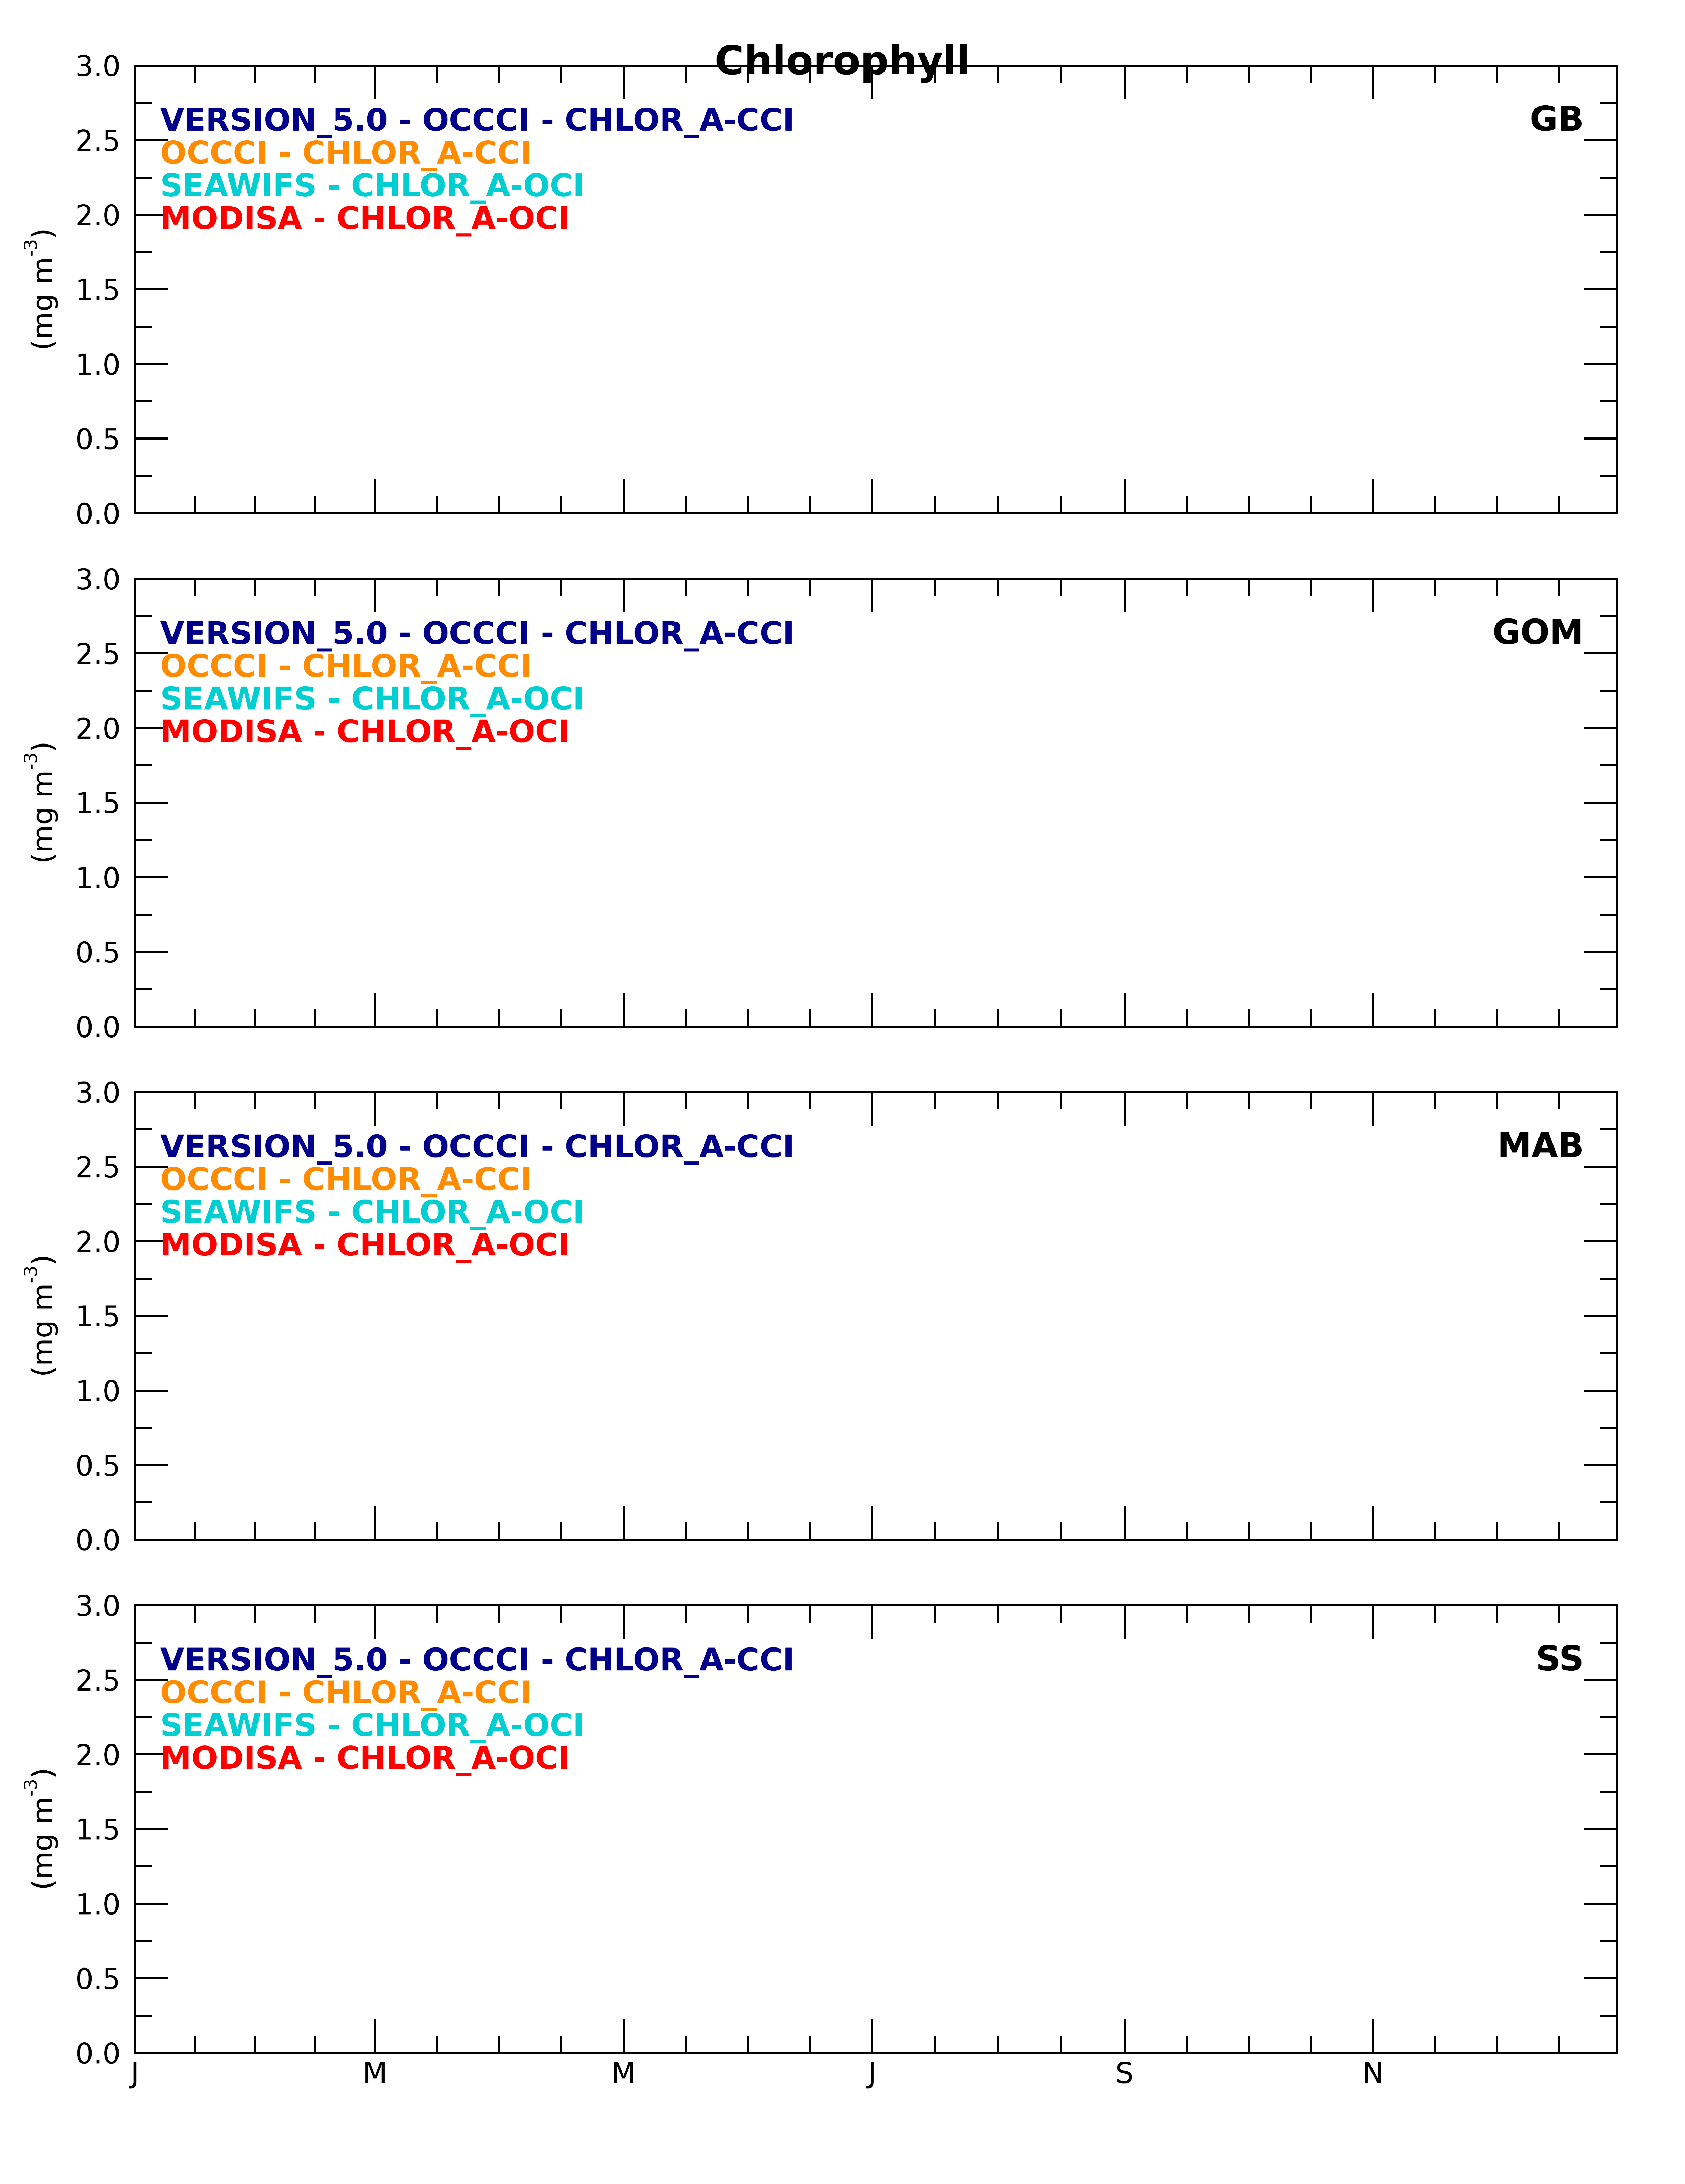 Chlorophyll
3.0
VERSION_5.0 - OCCCI - CHLOR_A-CCI
GB
2.5
OCCCI - CHLOR_A-CCI
SEAWIFS - CHLOR_A-OCI
2.0
MODISA - CHLOR_A-OCI
(mg m-3)
1.5
1.0
0.5
0.0
3.0
VERSION_5.0 - OCCCI - CHLOR_A-CCI
GOM
2.5
OCCCI - CHLOR_A-CCI
SEAWIFS - CHLOR_A-OCI
2.0
MODISA - CHLOR_A-OCI
(mg m-3)
1.5
1.0
0.5
0.0
3.0
VERSION_5.0 - OCCCI - CHLOR_A-CCI
MAB
2.5
OCCCI - CHLOR_A-CCI
SEAWIFS - CHLOR_A-OCI
2.0
MODISA - CHLOR_A-OCI
(mg m-3)
1.5
1.0
0.5
0.0
3.0
VERSION_5.0 - OCCCI - CHLOR_A-CCI
SS
2.5
OCCCI - CHLOR_A-CCI
SEAWIFS - CHLOR_A-OCI
2.0
MODISA - CHLOR_A-OCI
(mg m-3)
1.5
1.0
0.5
0.0
J M M J S N